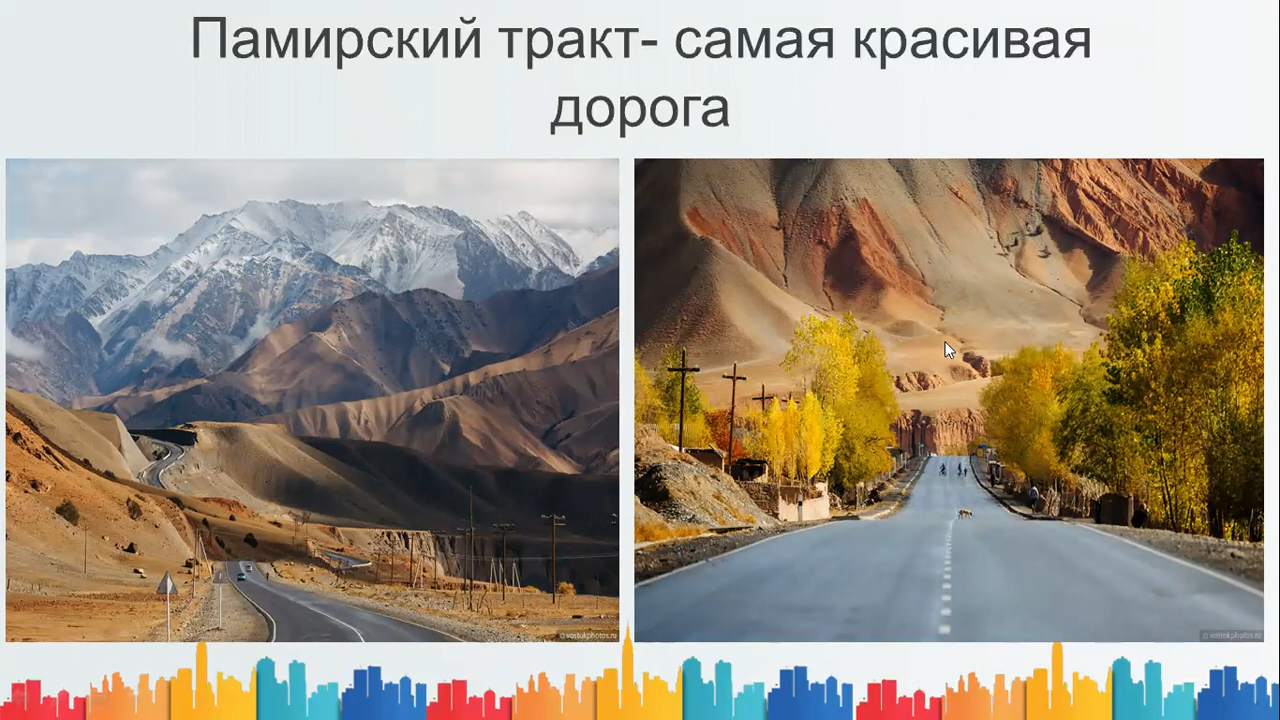 Памирский тракт- самая красивая
дорога
© vostokphotos.ru
© vostokphotos.ru